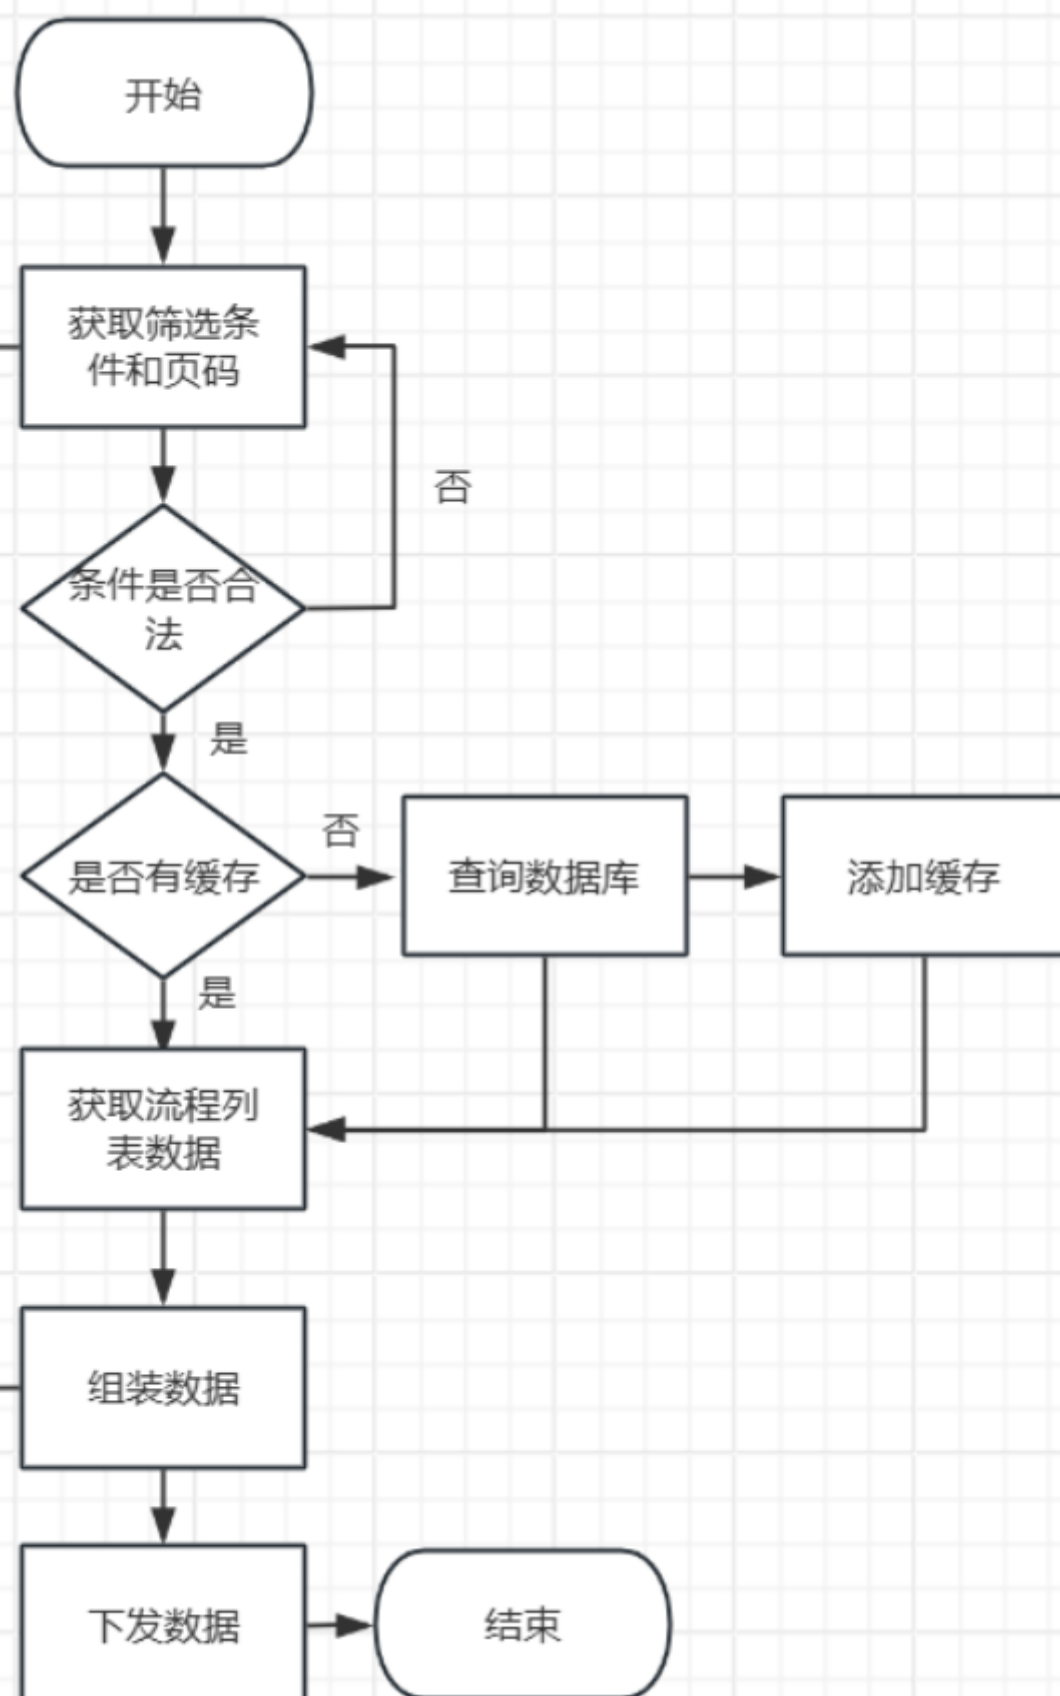 开始
获取筛选条
件和页码
否
条件是否合
法
是
否
是否有缓存
查询数据库
添加缓存
是
获取流程列
表数据
组装数据
下发数据
结束